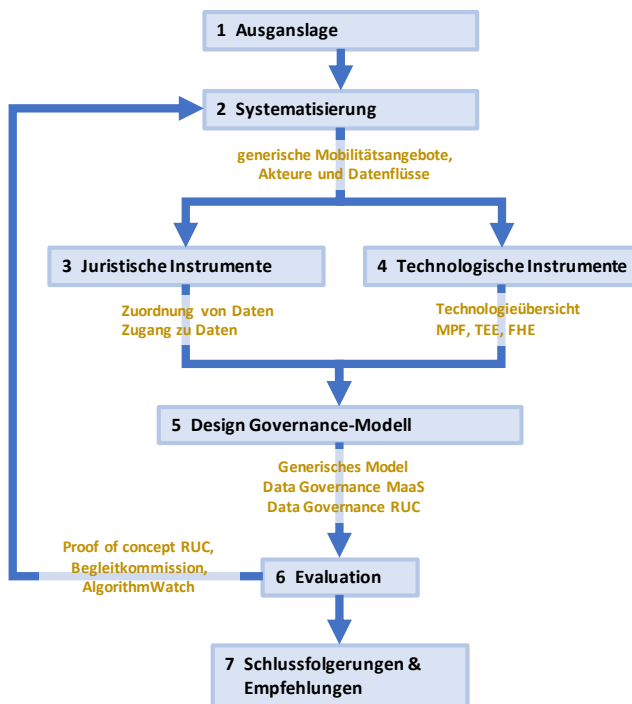 1 Ausganslage
2 Systematisierung
generische Mobilitätsangebote,
Akteure und Datenflüsse
3 Juristische Instrumente
4 Technologische Instrumente
Zuordnung von Daten
Zugang zu Daten
Technologieübersicht
MPF, TEE, FHE
5 Design Governance-Modell
Generisches Model
Data Governance MaaS
Data Governance RUC
Proof of concept RUC,
Begleitkommission,
AlgorithmWatch
6 Evaluation
7 Schlussfolgerungen &
Empfehlungen